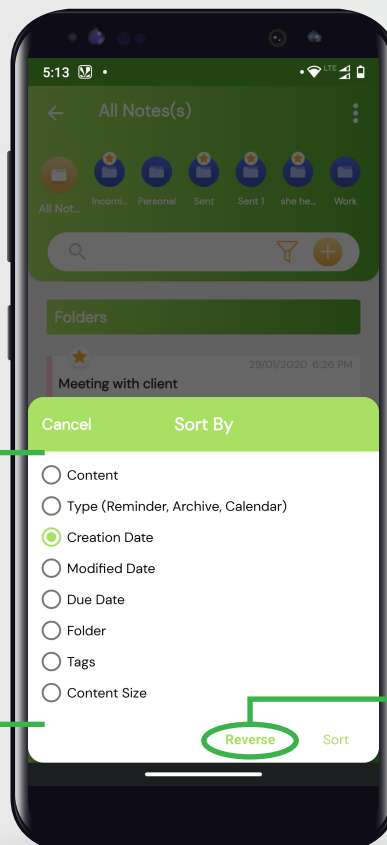 5:13
LTE
All Notes(s)
All Not...
Incomi...
Personal
Sent
Sent 1
she he...
Work
Folders
29/01/2020 6:26 PM
Meeting with client
Cancel
Sort By
Content
Type (Reminder, Archive, Calendar)
Creation Date
Modified Date
Due Date
Folder
Tags
Content Size
Reverse
Sort